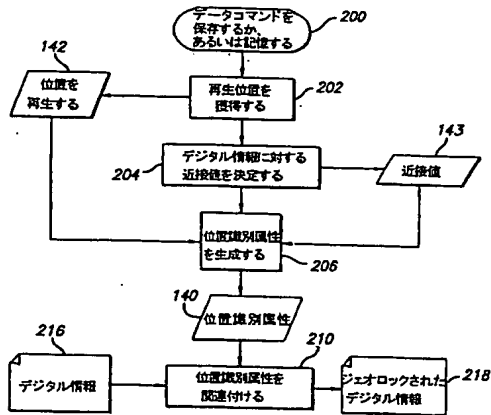 データコマンドを
保存するか、
あるいは記憶する
200
142
位置を
再生する
再生位置を
獲得する
202
143
204
デジタル情報に対する
近接値を決定する
近接値
位置識別属性
を生成する
206
140
位置識別属性
216
210
デジタル情報
位置識別属性を
関連付ける
ジェオロックされた
デジタル情報
218